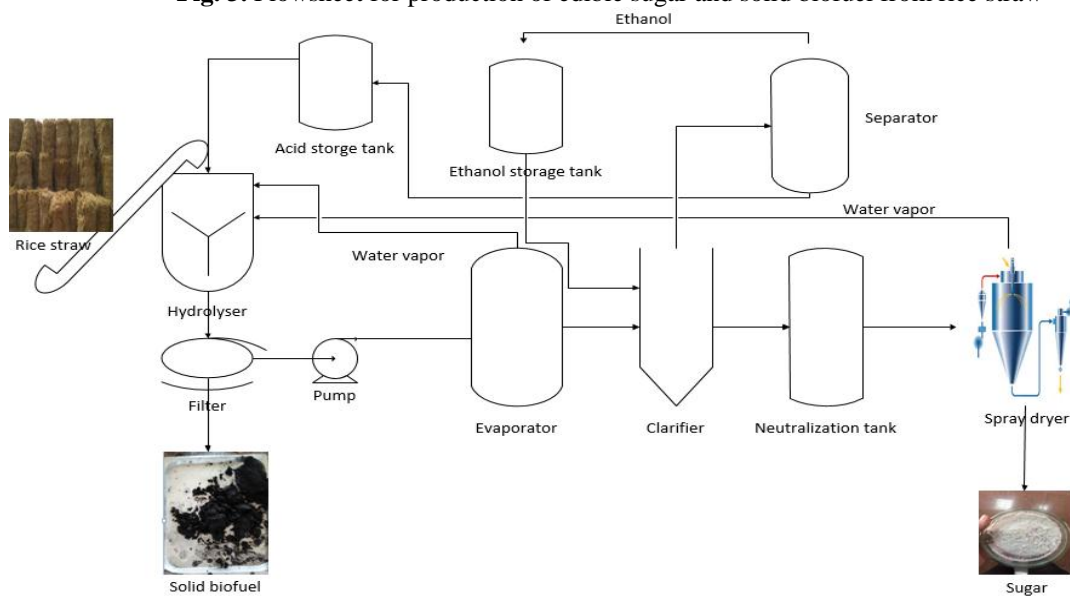 Fig. 3. Flowsheet for production of edible sugar and solid biofuel from rice straw
Ethanol
Separator
Acid storge tank
Ethanol storage tank
Water vapor
Rice straw
Water vapor
Hydrolyser
Pump
Filter
Evaporator
Clarifier
Neutralization tank
Spray dryer
Solid biofuel
Sugar